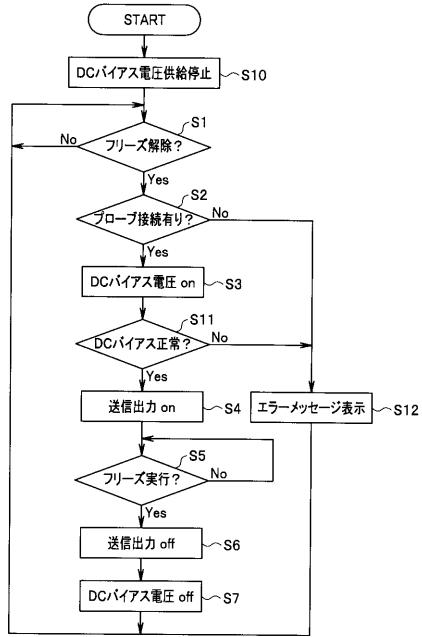 START
DCバイアス電圧供給停止
S10
S1
No
フリーズ解除?
Yes
S2
プローブ接続有り?
No
Yes
DCバイアス電圧 on
S3
S11
DCバイアス正常?
No
Yes
送信出力 on
S4
エラーメッセージ表示
S12
S5
フリーズ実行?
No
Yes
送信出力 off
S6
DCバイアス電圧 off
S7